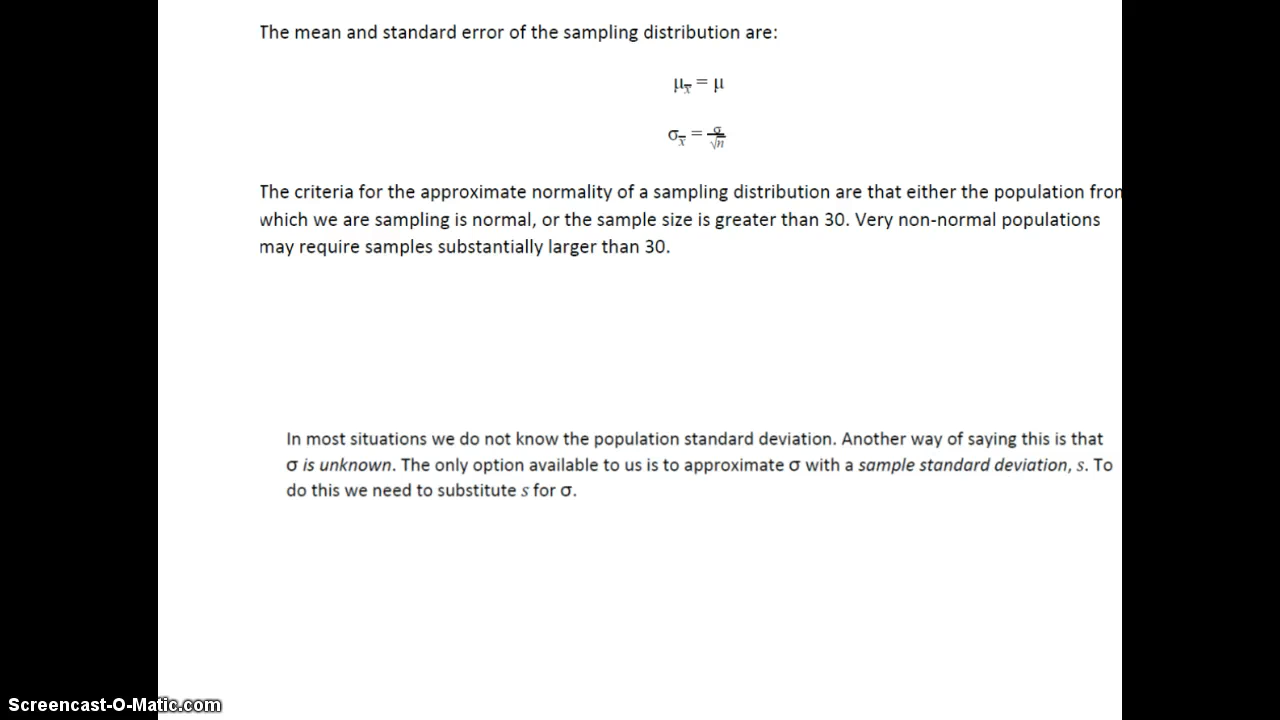 The mean and standard error of the sampling distribution are:
μx̅ = μ
σx̅ = σ/√n
The criteria for the approximate normality of a sampling distribution are that either the population fron
which we are sampling is normal, or the sample size is greater than 30. Very non-normal populations
may require samples substantially larger than 30.
In most situations we do not know the population standard deviation. Another way of saying this is that
σ is unknown. The only option available to us is to approximate σ with a sample standard deviation, s. To
do this we need to substitute s for σ.
Screencast-O-Matic.com